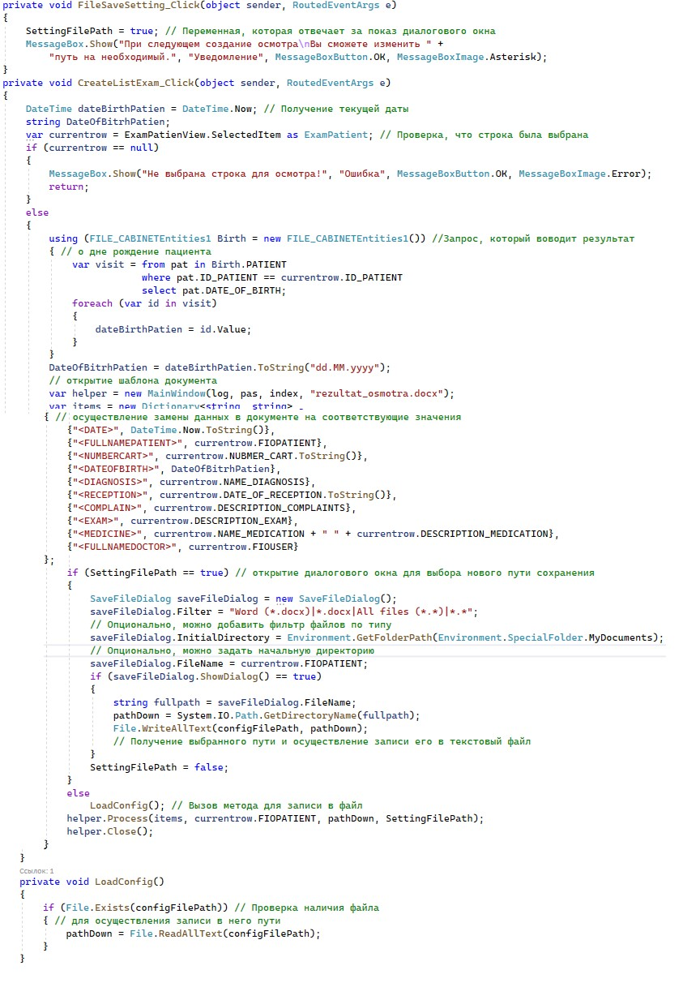 private void FileSaveSetting_Click(object sender, RoutedEventArgs e)
{
    SettingFilePath = true; // Переменная, которая отвечает за показ диалогового окна
    MessageBox.Show("При следующем создание осмотра\nВы сможете изменить " +
        "путь на необходимый.", "Уведомление", MessageBoxButton.OK, MessageBoxImage.Asterisk);
}
private void CreateListExam_Click(object sender, RoutedEventArgs e)
{
    DateTime dateBirthPatien = DateTime.Now; // Получение текущей даты
    string DateOfBitrhPatien;
    var currentrow = ExamPatienView.SelectedItem as ExamPatient; // Проверка, что строка была выбрана
    if (currentrow == null)
    {
        MessageBox.Show("Не выбрана строка для осмотра!", "Ошибка", MessageBoxButton.OK, MessageBoxImage.Error);
        return;
    }
    else
    {
        using (FILE_CABINETEntities1 Birth = new FILE_CABINETEntities1()) //Запрос, который воводит результат
        { // о дне рождение пациента
            var visit = from pat in Birth.PATIENT
                        where pat.ID_PATIENT == currentrow.ID_PATIENT
                        select pat.DATE_OF_BIRTH;
            foreach (var id in visit)
            {
                dateBirthPatien = id.Value;
            }
        }
        DateOfBitrhPatien = dateBirthPatien.ToString("dd.MM.yyyy");
        // открытие шаблона документа
        var helper = new MainWindow(log, pas, index, "rezultat_osmotra.docx");
        var items = new Dictionary<string, string>
        { // осуществление замены данных в документе на соответствующие значения
            {"<DATE>", DateTime.Now.ToString()},
            {"<FULLNAMEPATIENT>", currentrow.FIOPATIENT},
            {"<NUMBERCART>", currentrow.NUBMER_CART.ToString()},
            {"<DATEOFBIRTH>", DateOfBitrhPatien},
            {"<DIAGNOSIS>", currentrow.NAME_DIAGNOSIS},
            {"<RECEPTION>", currentrow.DATE_OF_RECEPTION.ToString()},
            {"<COMPLAIN>", currentrow.DESCRIPTION_COMPLAINTS},
            {"<EXAM>", currentrow.DESCRIPTION_EXAM},
            {"<MEDICINE>", currentrow.NAME_MEDICATION + " " + currentrow.DESCRIPTION_MEDICATION},
            {"<FULLNAMEDOCTOR>", currentrow.FIOUSER}
        };
            if (SettingFilePath == true) // открытие диалогового окна для выбора нового пути сохранения
            {
                SaveFileDialog saveFileDialog = new SaveFileDialog();
                saveFileDialog.Filter = "Word (*.docx)|*.docx|All files (*.*)|*.*";
                // Опционально, можно добавить фильтр файлов по типу
                saveFileDialog.InitialDirectory = Environment.GetFolderPath(Environment.SpecialFolder.MyDocuments);
                // Опционально, можно задать начальную директорию
                saveFileDialog.FileName = currentrow.FIOPATIENT;
                if (saveFileDialog.ShowDialog() == true)
                {
                    string fullpath = saveFileDialog.FileName;
                    pathDown = System.IO.Path.GetDirectoryName(fullpath);
                    File.WriteAllText(configFilePath, pathDown);
                    // Получение выбранного пути и осуществление записи его в текстовый файл
                }
                SettingFilePath = false;
            }
            else
                LoadConfig(); // Вызов метода для записи в файл
            helper.Process(items, currentrow.FIOPATIENT, pathDown, SettingFilePath);
            helper.Close();
        }
    }
    Ссылок: 1
    private void LoadConfig()
    {
        if (File.Exists(configFilePath)) // Проверка наличия файла
        { // для осуществления записи в него пути
            pathDown = File.ReadAllText(configFilePath);
        }
    }